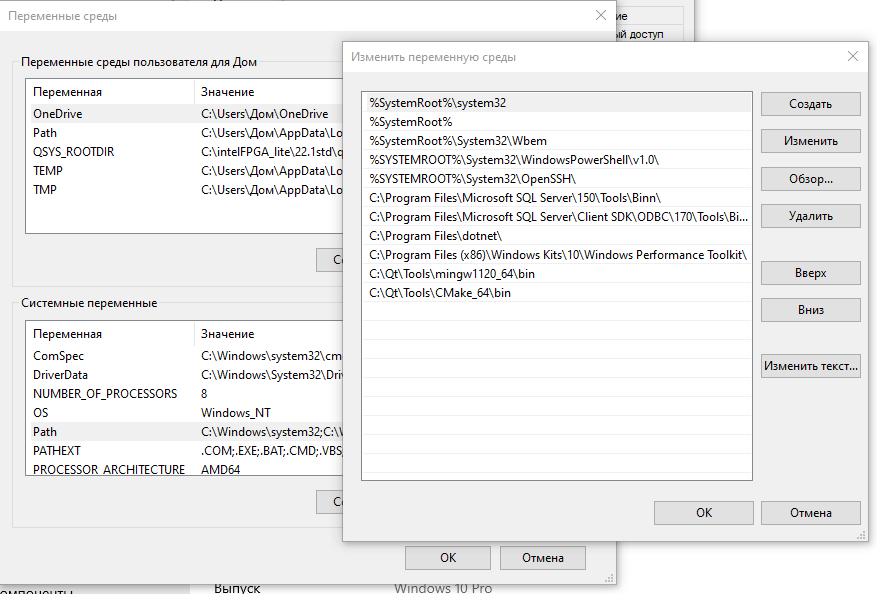 Переменные среды
Переменные среды пользователя для Дом
Переменная Значение
OneDrive C:\Users\Дом\OneDrive
Path C:\Users\Дом\AppData\Lo
QSYS_ROOTDIR C:\intelFPGA_lite\22.1std\q
TEMP C:\Users\Дом\AppData\Lo
TMP C:\Users\Дом\AppData\Lo
Системные переменные
Переменная Значение
ComSpec C:\Windows\system32\cm
DriverData C:\Windows\System32\Dri
NUMBER_OF_PROCESSORS 8
OS Windows_NT
Path C:\Windows\system32;C:\
PATHEXT .COM;.EXE;.BAT;.CMD;.VBS
PROCESSOR_ARCHITECTURE AMD64
ОК Отмена
ие
ый доступ
Изменить переменную среды
%SystemRoot%\system32
%SystemRoot%
%SystemRoot%\System32\Wbem
%SYSTEMROOT%\System32\WindowsPowerShell\v1.0\
%SYSTEMROOT%\System32\OpenSSH\
C:\Program Files\Microsoft SQL Server\150\Tools\Binn\
C:\Program Files\Microsoft SQL Server\Client SDK\ODBC\170\Tools\Bi...
C:\Program Files\dotnet\
C:\Program Files (x86)\Windows Kits\10\Windows Performance Toolkit\
C:\Qt\Tools\mingw1120_64\bin
C:\Qt\Tools\CMake_64\bin
Создать
Изменить
Обзор...
Удалить
Вверх
Вниз
Изменить текст...
ОК Отмена
Выпуск Windows 10 Pro